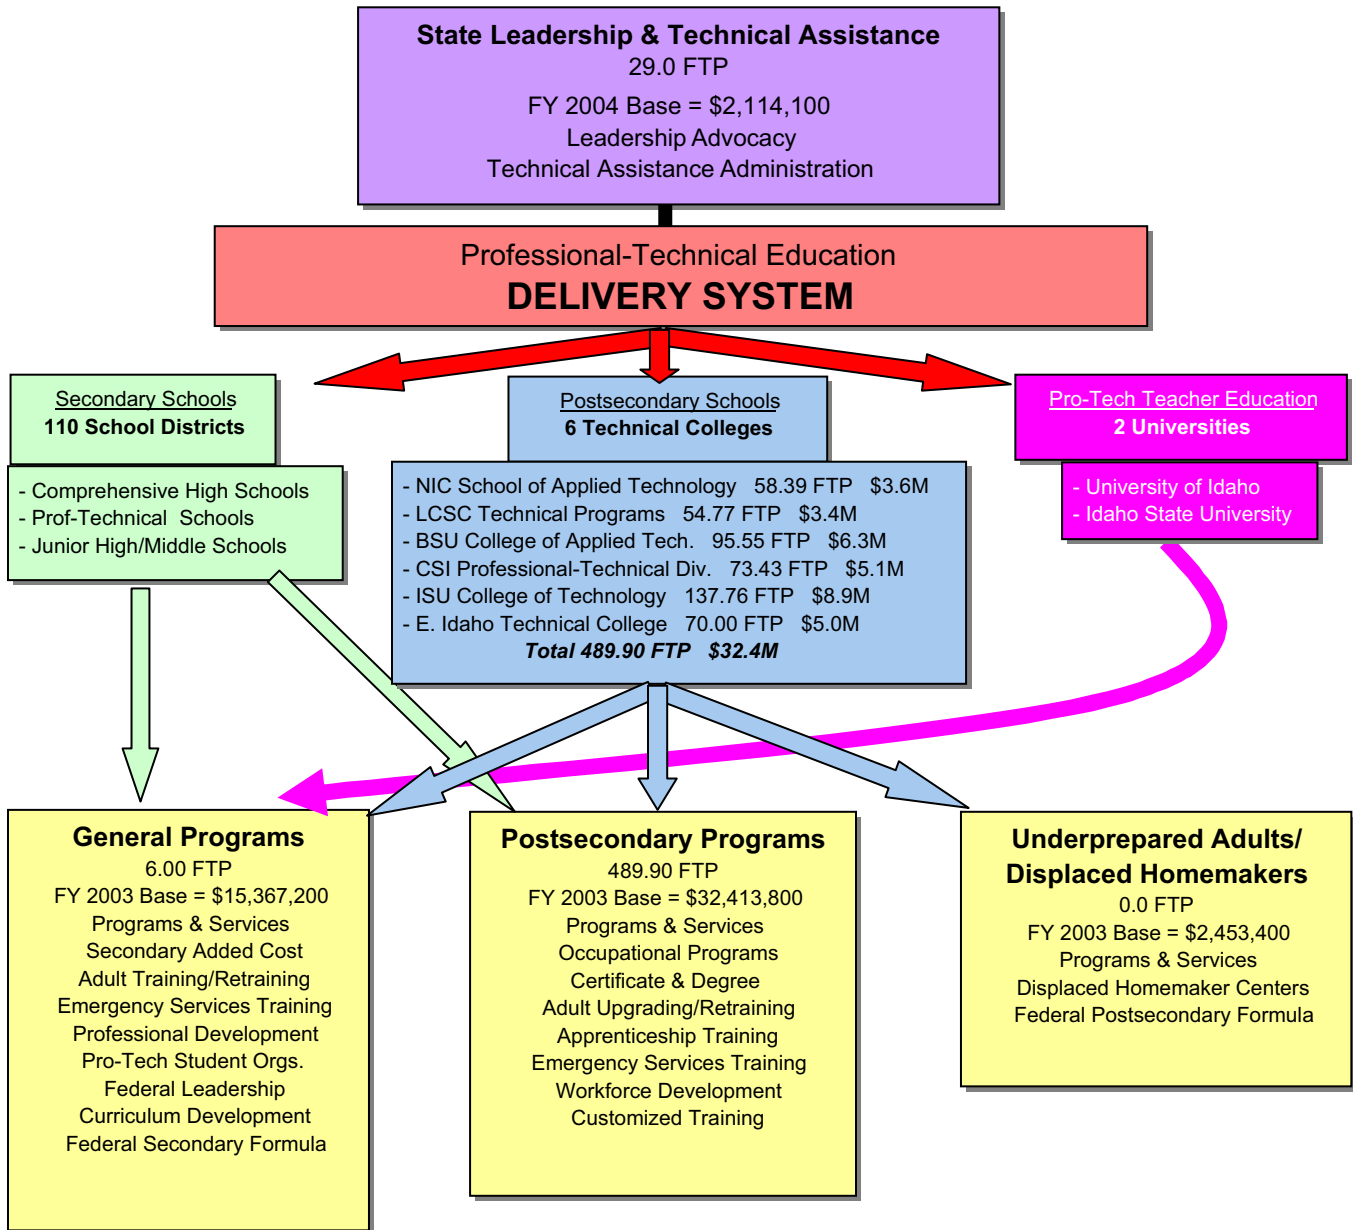 State Leadership & Technical Assistance
29.0 FTP
FY 2004 Base = $2,114,100
Leadership Advocacy
Technical Assistance Administration
Professional-Technical Education
DELIVERY SYSTEM
Secondary Schools
110 School Districts
- Comprehensive High Schools
- Prof-Technical Schools
- Junior High/Middle Schools
Postsecondary Schools
6 Technical Colleges
- NIC School of Applied Technology 58.39 FTP $3.6M
- LCSC Technical Programs 54.77 FTP $3.4M
- BSU College of Applied Tech. 95.55 FTP $6.3M
- CSI Professional-Technical Div. 73.43 FTP $5.1M
- ISU College of Technology 137.76 FTP $8.9M
- E. Idaho Technical College 70.00 FTP $5.0M
Total 489.90 FTP $32.4M
Pro-Tech Teacher Education
2 Universities
- University of Idaho
- Idaho State University
General Programs
6.00 FTP
FY 2003 Base = $15,367,200
Programs & Services
Secondary Added Cost
Adult Training/Retraining
Emergency Services Training
Professional Development
Pro-Tech Student Orgs.
Federal Leadership
Curriculum Development
Federal Secondary Formula
Postsecondary Programs
489.90 FTP
FY 2003 Base = $32,413,800
Programs & Services
Occupational Programs
Certificate & Degree
Adult Upgrading/Retraining
Apprenticeship Training
Emergency Services Training
Workforce Development
Customized Training
Underprepared Adults/
Displaced Homemakers
0.0 FTP
FY 2003 Base = $2,453,400
Programs & Services
Displaced Homemaker Centers
Federal Postsecondary Formula